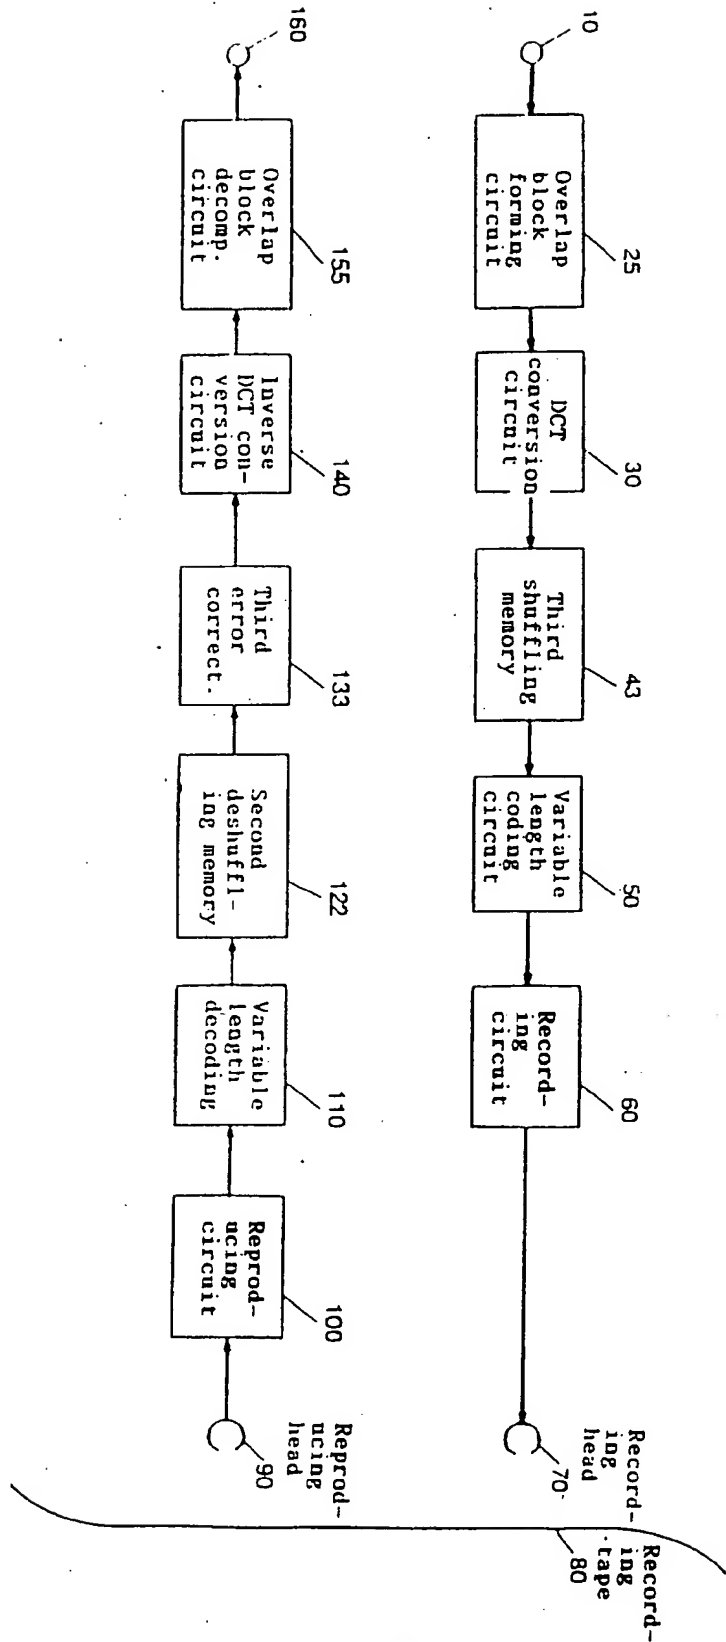 10
Overlap
block
forming
circuit
25
DCT
conversion
circuit
30
Third
shuffling
memory
43
Variable
length
coding
circuit
50
Record-
ing
circuit
60
Record-
ing
head
70
Record-
ing
tape
80
160
Overlap
block
decomp.
circuit
155
Inverse
DCT con-
version
circuit
140
Third
error
correct.
133
Second
deshuffl-
ing memory
122
Variable
length
decoding
110
Reprod-
ucing
circuit
100
Reprod-
ucing
head
90